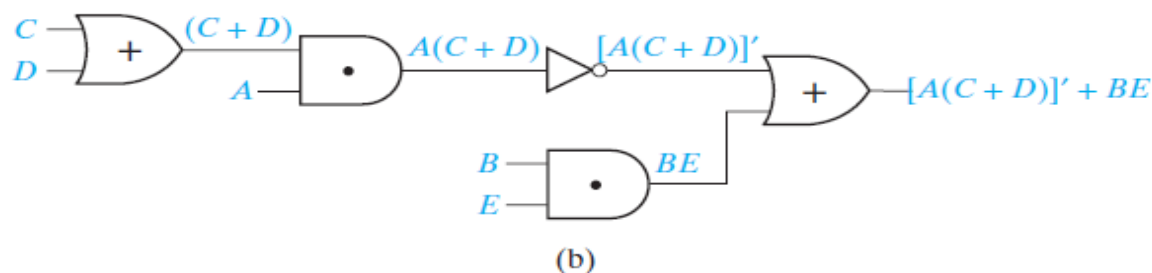 C
(C + D)
D
+
A
A(C + D)
[A(C + D)]′
+
[A(C + D)]′ + BE
B
E
BE
(b)